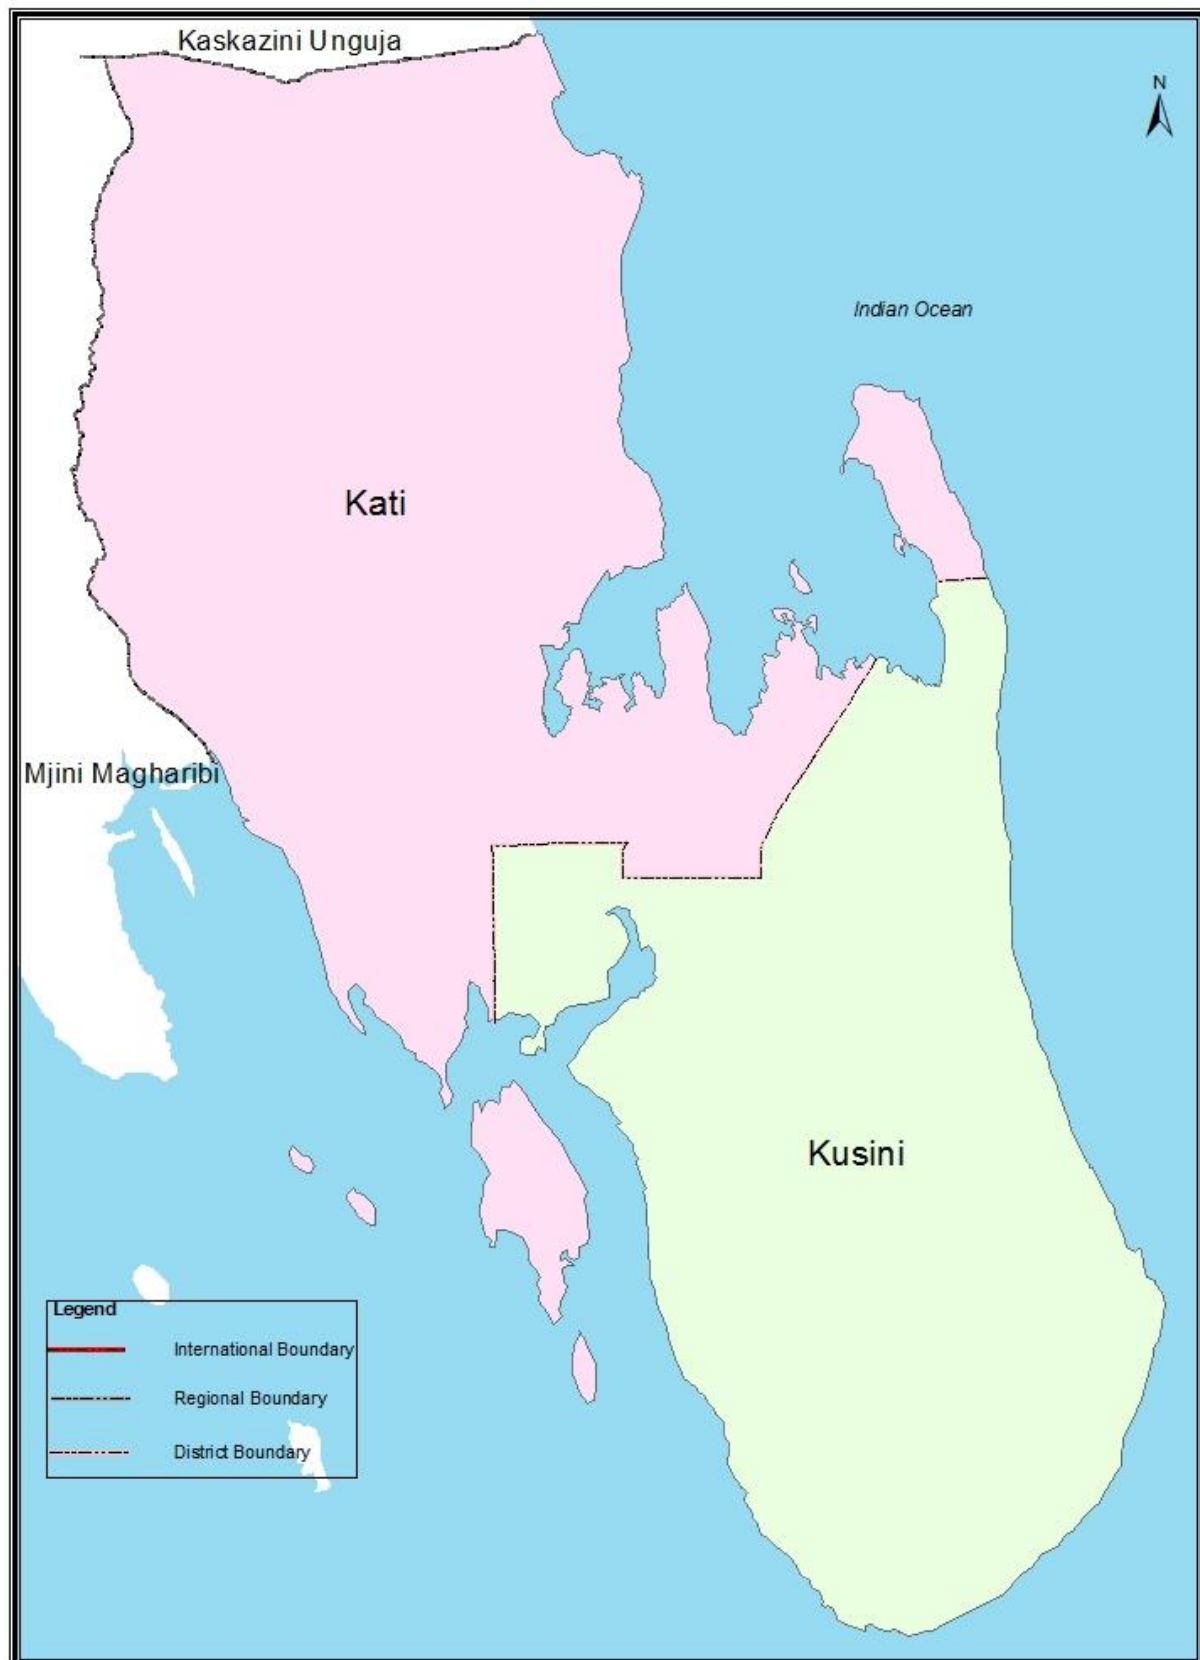 Kaskazini Unguja
N
Indian Ocean
Kati
Mjini Magharibi
Kusini
Legend
International Boundary
Regional Boundary
District Boundary